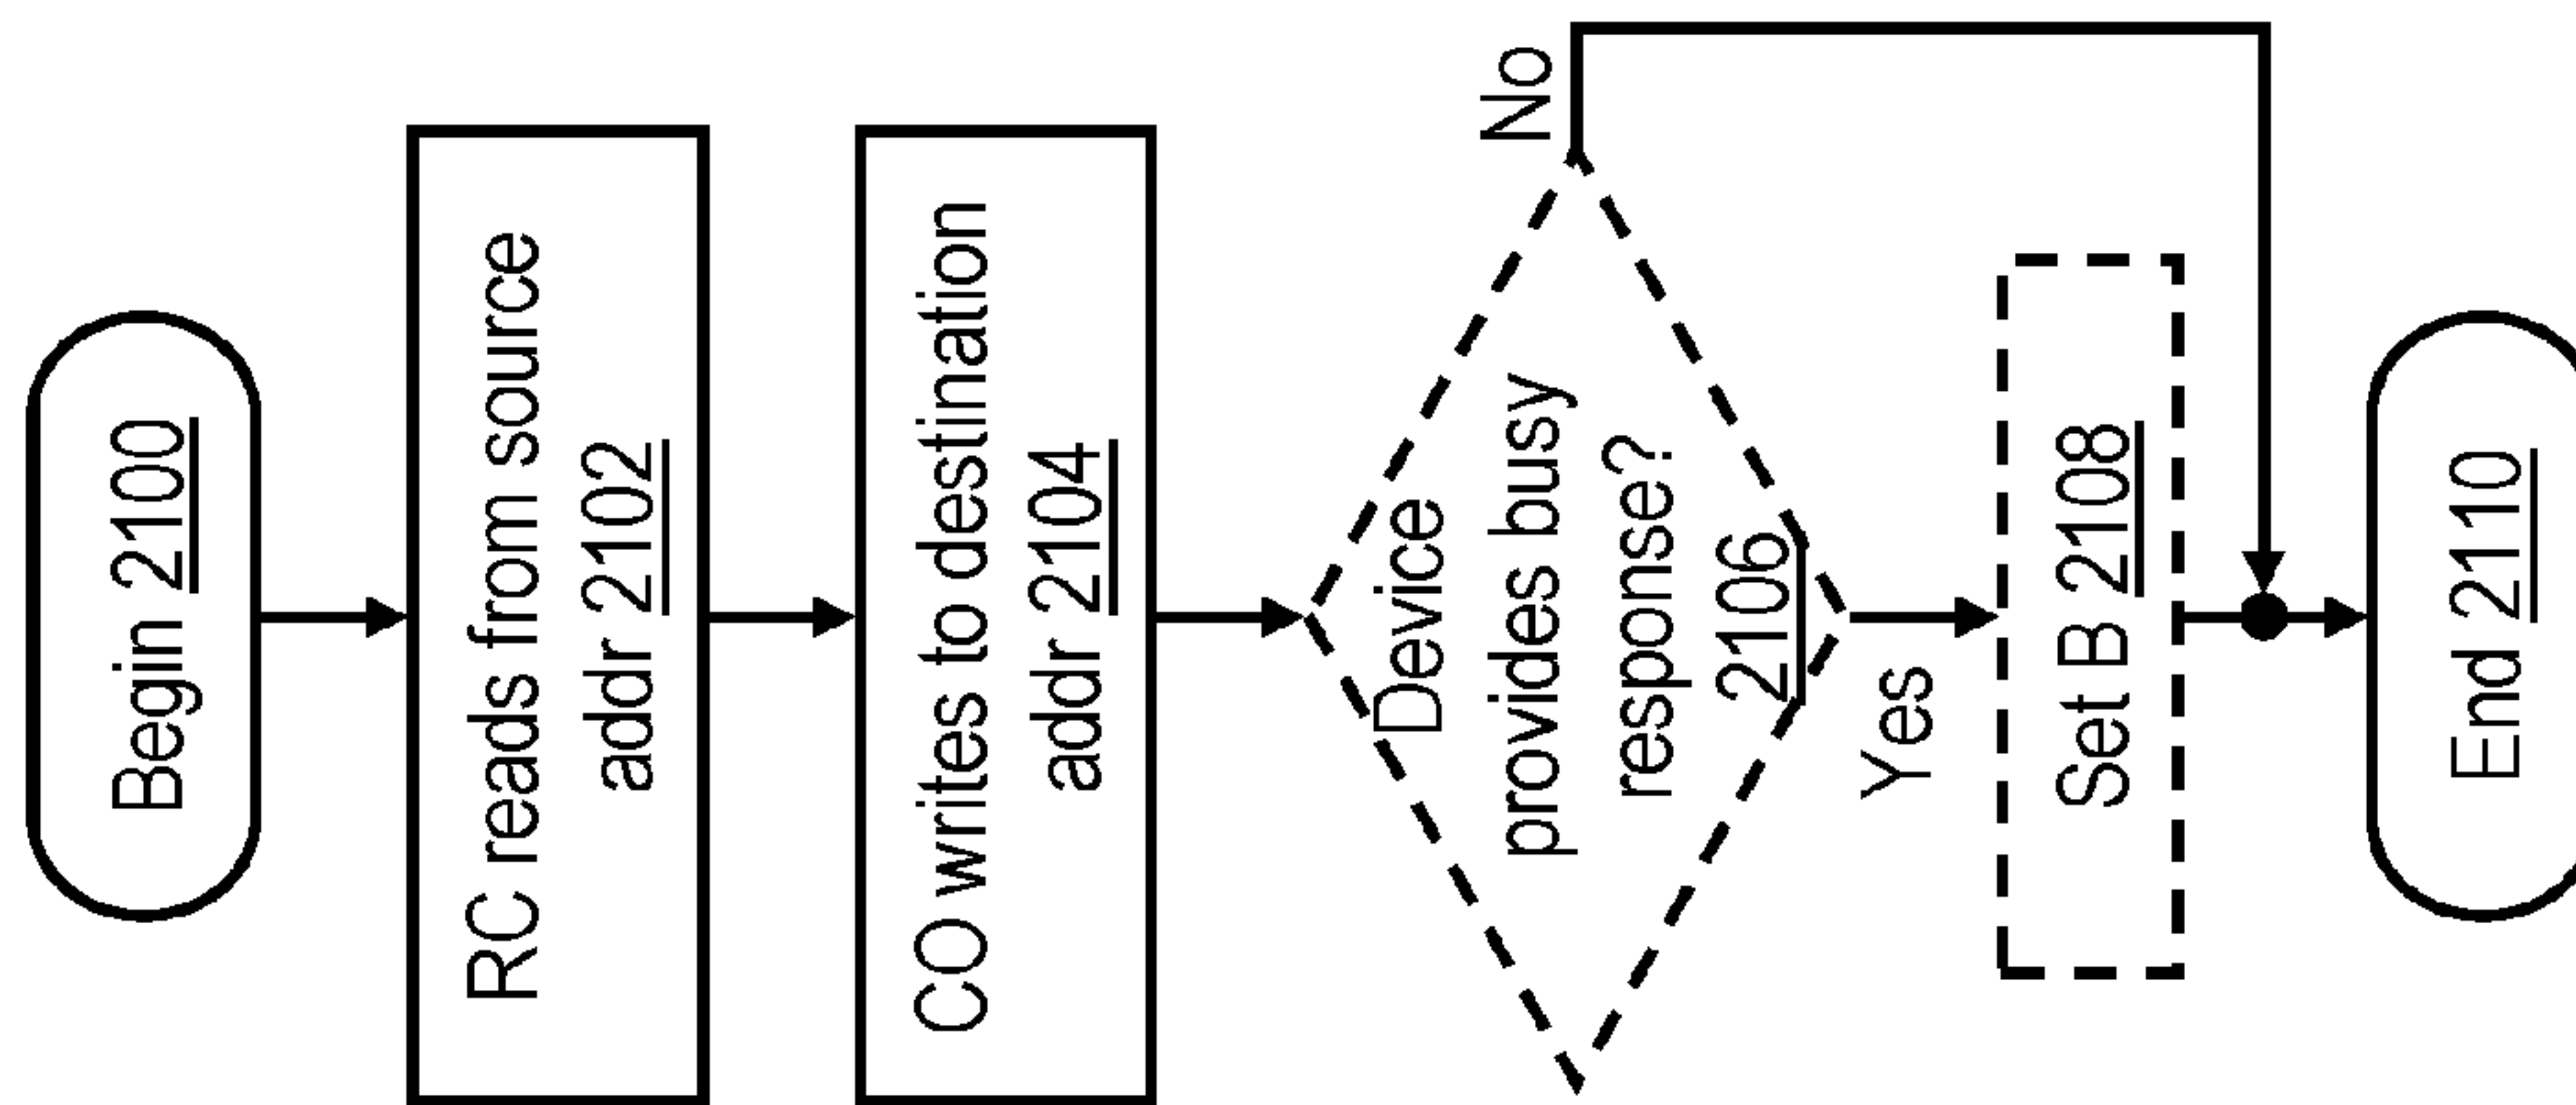 Begin 2100
RC reads from source
addr 2102
CO writes to destination
addr 2104
Device
provides busy
response?
2106
No
Yes
Set B 2108
End 2110